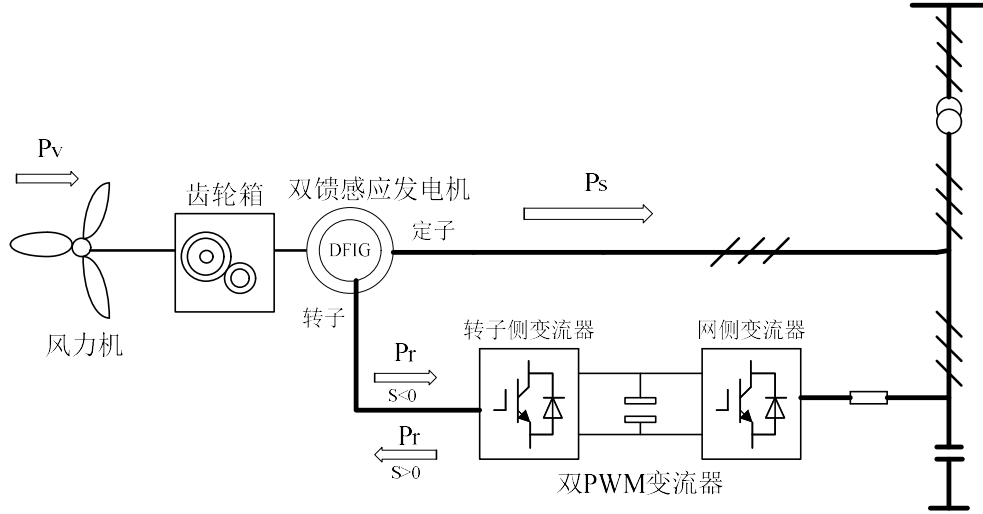 Pv
Ps
齿轮箱
双馈感应发电机
定子
DFIG
风力机
转子
转子侧变流器
网侧变流器
Pr
S<0
Pr
S>0
双PWM变流器